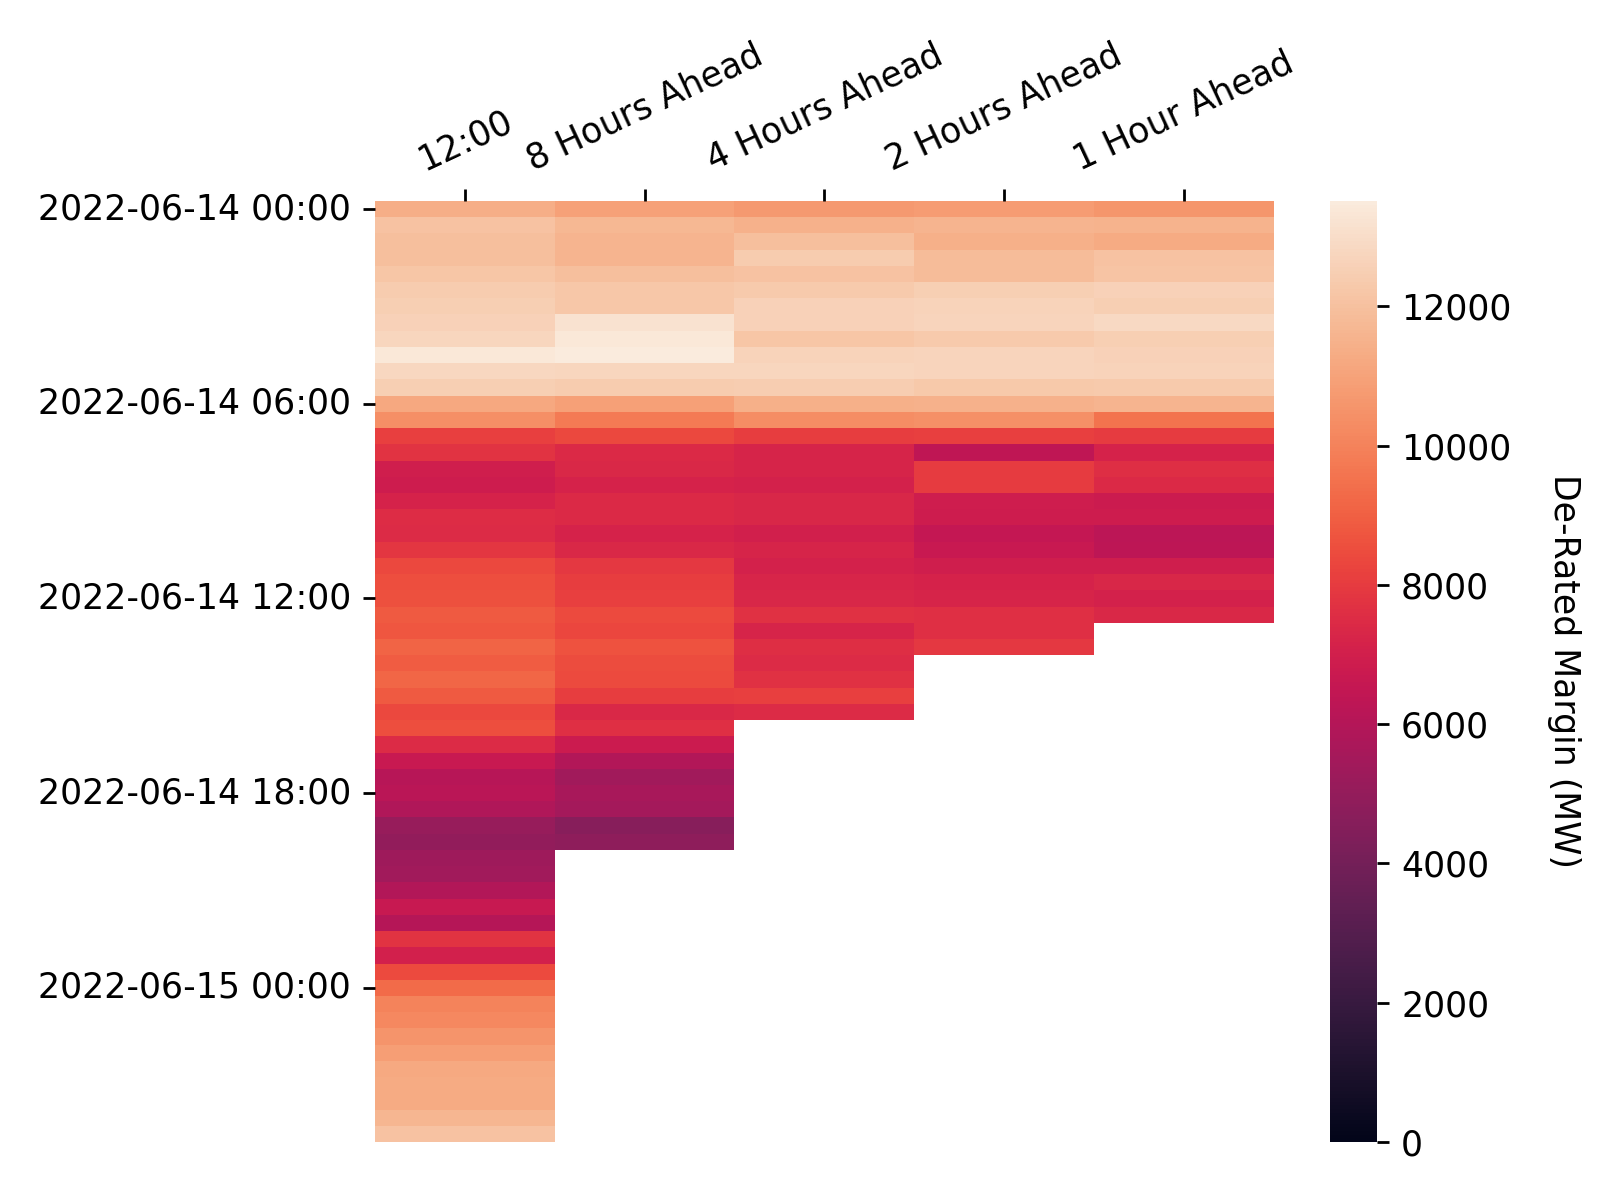 12:00
8 Hours Ahead
4 Hours Ahead
2 Hours Ahead
1 Hour Ahead
2022-06-14 00:00
2022-06-14 06:00
2022-06-14 12:00
2022-06-14 18:00
2022-06-15 00:00
12000
10000
8000
6000
4000
2000
0
De-Rated Margin (MW)